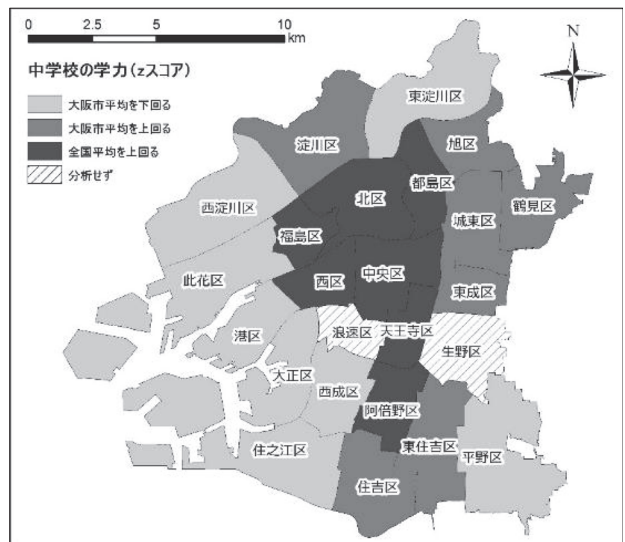 0 2.5 5 10
km
N
中学校の学力(zスコア)
大阪市平均を下回る
大阪市平均を上回る
全国平均を上回る
分析せず
東淀川区
淀川区
旭区
都島区
北区
鶴見区
西淀川区
城東区
福島区
中央区
西区
此花区
東成区
港区
浪速区
天王寺区
生野区
大正区
西成区
阿倍野区
東住吉区
平野区
住之江区
住吉区